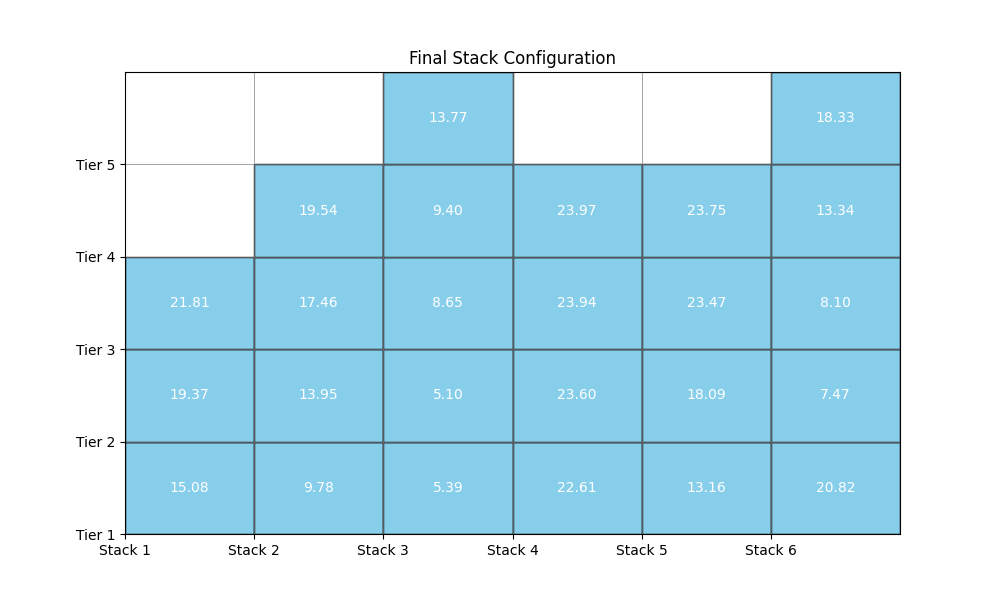 Final Stack Configuration
13.77 18.33
Tier 5
19.54 9.40 23.97 23.75 13.34
Tier 4
21.81 17.46 8.65 23.94 23.47 8.10
Tier 3
19.37 13.95 5.10 23.60 18.09 7.47
Tier 2
15.08 9.78 5.39 22.61 13.16 20.82
Tier 1
Stack 1 Stack 2 Stack 3 Stack 4 Stack 5 Stack 6